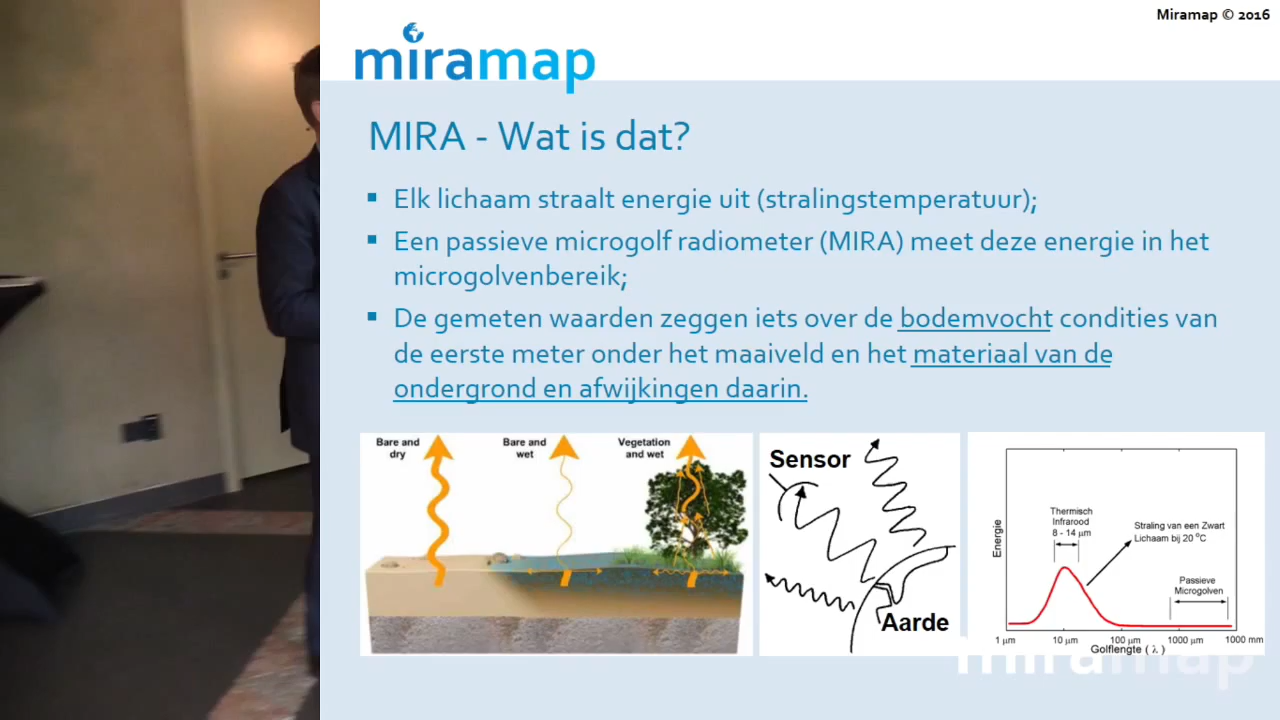 Miramap © 2016
miramap
MIRA - Wat is dat?
▪ Elk lichaam straalt energie uit (stralingstemperatuur);
▪ Een passieve microgolf radiometer (MIRA) meet deze energie in het
microgolvenbereik;
▪ De gemeten waarden zeggen iets over de bodemvocht condities van
de eerste meter onder het maaiveld en het materiaal van de
ondergrond en afwijkingen daarin.
Bare and
dry
Bare and
wet
Vegetation
and wet
Sensor
Aarde
Energie
Thermisch
Infrarood
8 - 14 µm
Straling van een Zwart
Lichaam bij 20 °C
Passieve
Microgolven
1 µm 10 µm 100 µm 1000 µm 1000 mm
Golflengte ( λ )
miramap